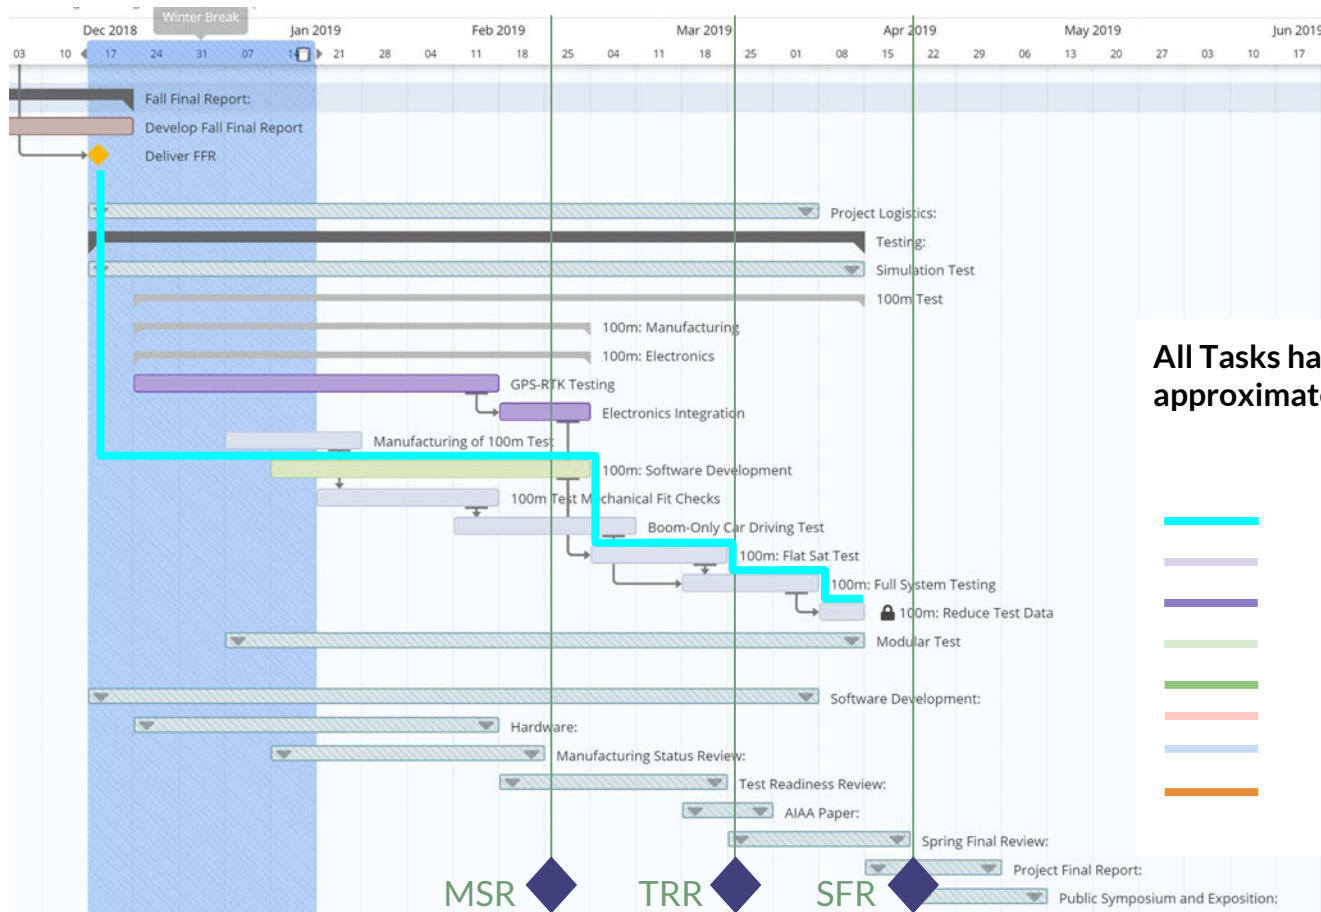 Winter Break
Dec 2018 Jan 2019 Feb 2019 Mar 2019 Apr 2019 May 2019 Jun 2019
03 10 17 24 31 07 14 21 28 04 11 18 25 04 11 18 25 01 08 15 22 29 06 13 20 27 03 10 17
Fall Final Report:
Develop Fall Final Report
Deliver FFR
Project Logistics:
Testing:
Simulation Test
100m Test
100m: Manufacturing
100m: Electronics
All Tasks ha
approximat
GPS-RTK Testing
Electronics Integration
Manufacturing of 100m Test
100m: Software Development
100m Test Mechanical Fit Checks
Boom-Only Car Driving Test
100m: Flat Sat Test
100m: Full System Testing
100m: Reduce Test Data
Modular Test
Software Development:
Hardware:
Manufacturing Status Review:
Test Readiness Review:
AIAA Paper:
Spring Final Review:
Project Final Report:
MSR TRR SFR
Public Symposium and Exposition: